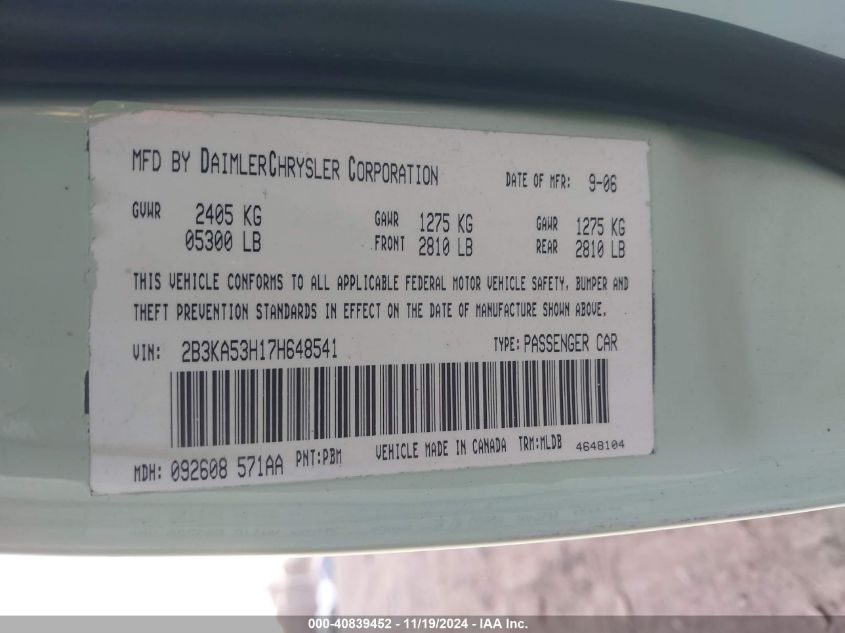 MFD BY DAIMLERCHRYSLER CORPORATION DATE OF MFR: 9-06
GVWR 2405 KG GAWR 1275 KG GAWR 1275 KG
05300 LB FRONT 2810 LB REAR 2810 LB
THIS VEHICLE CONFORMS TO ALL APPLICABLE FEDERAL MOTOR VEHICLE SAFETY, BUMPER AND
THEFT PREVENTION STANDARDS IN EFFECT ON THE DATE OF MANUFACTURE SHOWN ABOVE.
VIN: 2B3KA53H17H648541 TYPE: PASSENGER CAR
MDH: 092608 571AA PNT:PBM VEHICLE MADE IN CANADA TRM:MLDB 4648104
000-40839452 - 11/19/2024 - IAA Inc.